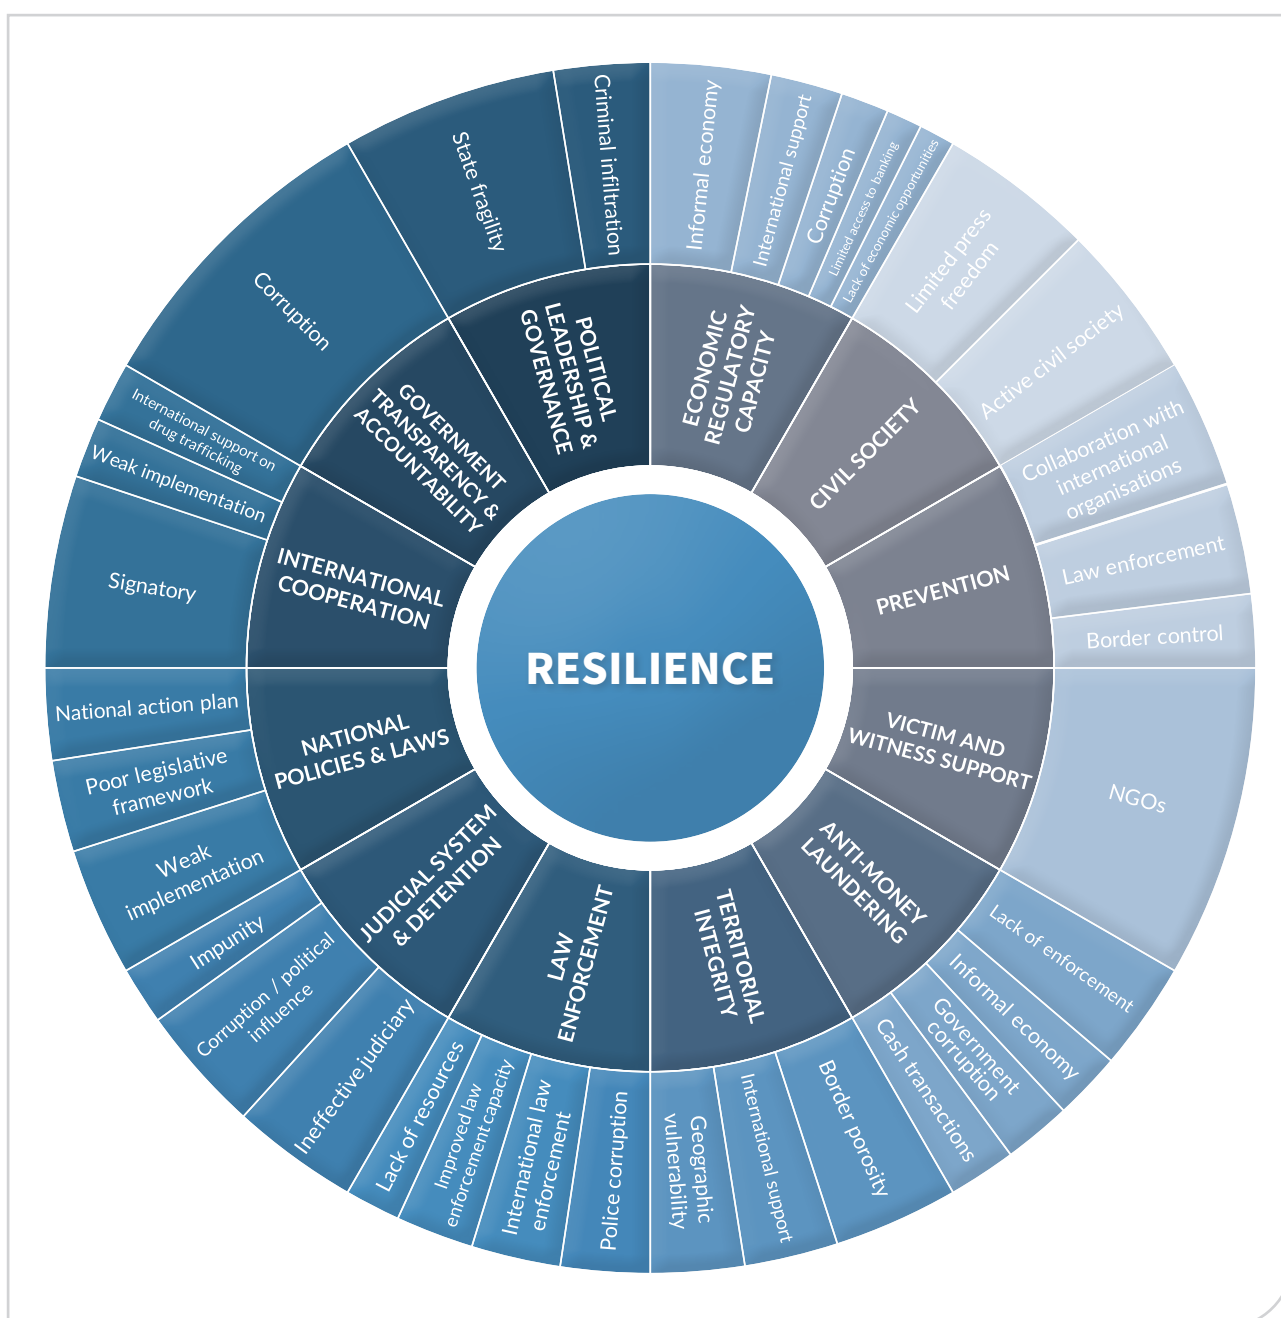 RESILIENCE
POLITICAL
LEADERSHIP &
GOVERNANCE
State fragility
Criminal infiltration
ECONOMIC
REGULATORY
CAPACITY
Informal economy
International support
Corruption
Limited access to banking
Lack of economic opportunities
CIVIL SOCIETY
Limited press
freedom
Active civil society
PREVENTION
Collaboration with
international
organisations
Law enforcement
Border control
VICTIM AND
WITNESS SUPPORT
NGOs
ANTI-MONEY
LAUNDERING
Lack of enforcement
Informal economy
Government
corruption
Cash transactions
TERRITORIAL
INTEGRITY
Border porosity
International support
Geographic
vulnerability
LAW
ENFORCEMENT
Police corruption
International law
enforcement
Improved law
enforcement capacity
Lack of resources
JUDICIAL SYSTEM
& DETENTION
Ineffective judiciary
Corruption / political
influence
Impunity
NATIONAL
POLICIES & LAWS
Weak
implementation
Poor legislative
framework
National action plan
INTERNATIONAL
COOPERATION
Signatory
Weak implementation
International support on
drug trafficking
GOVERNMENT
TRANSPARENCY &
ACCOUNTABILITY
Corruption